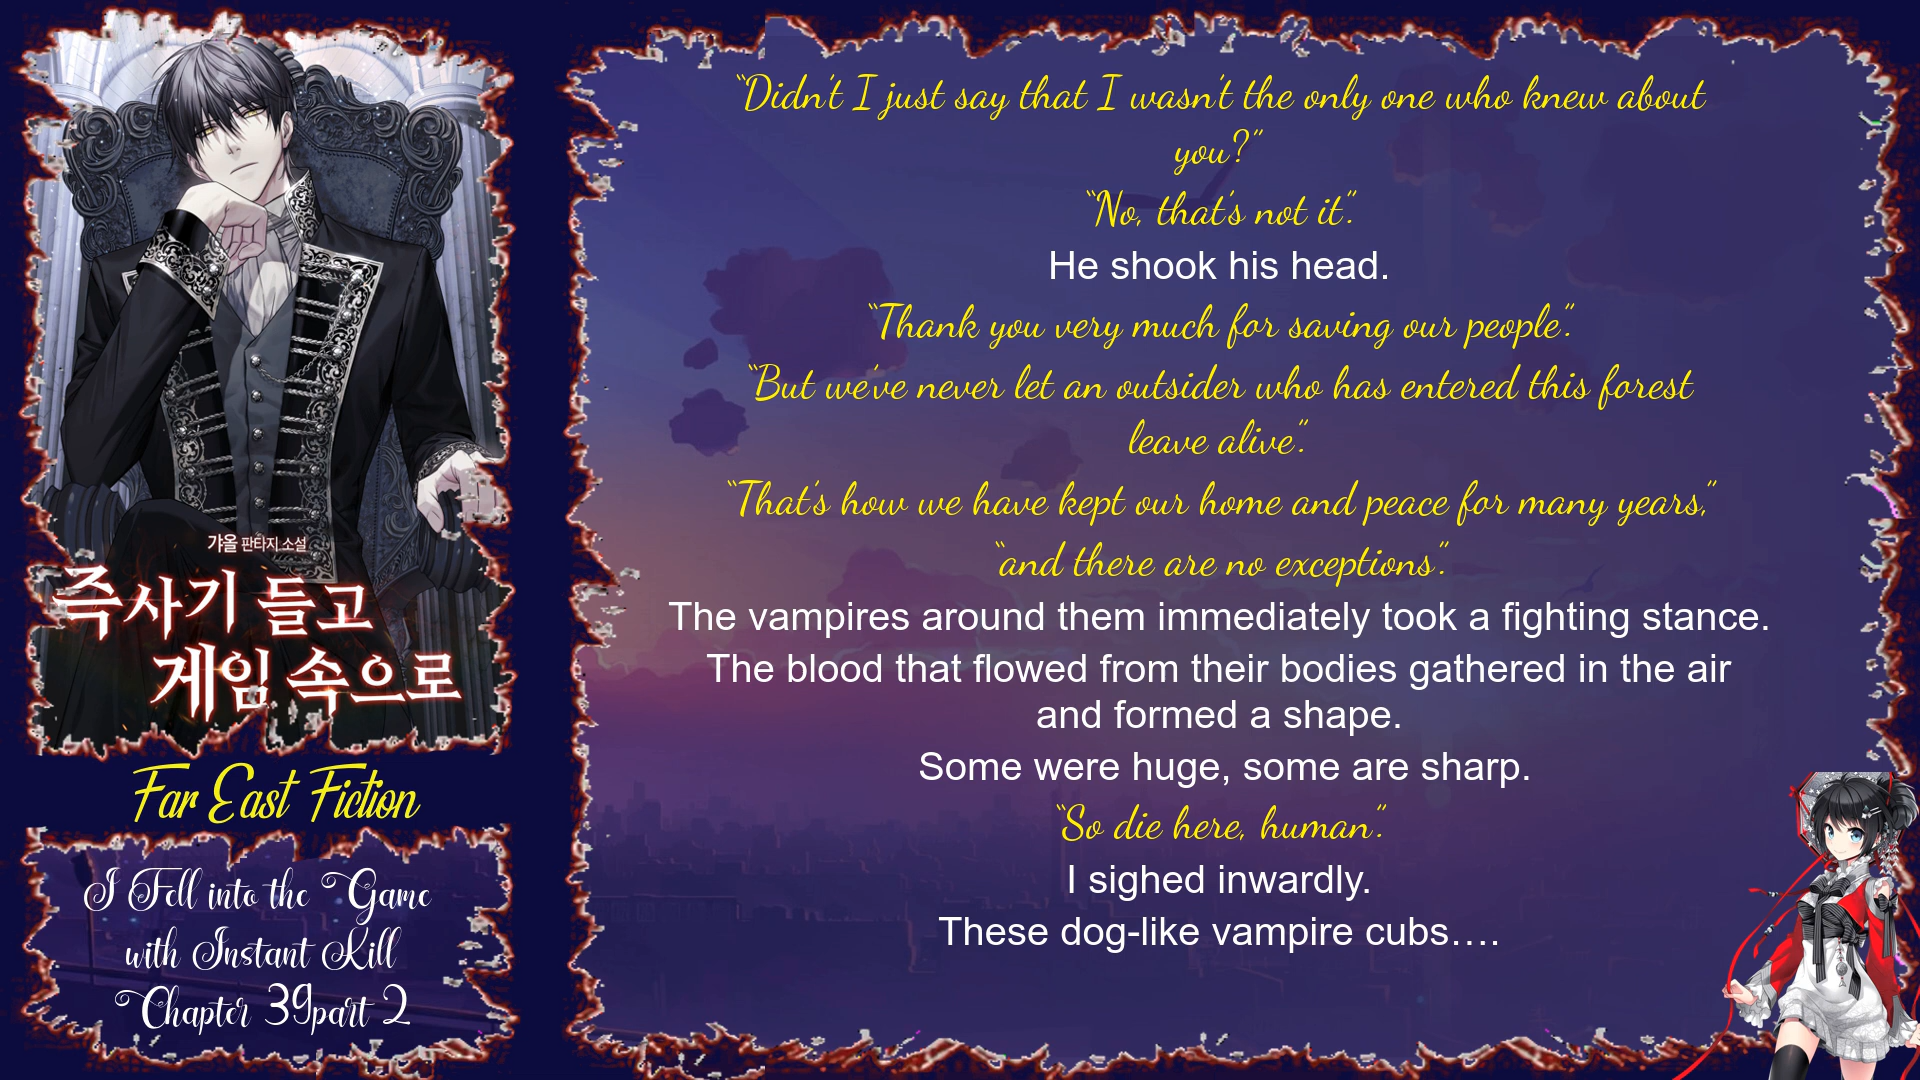 갸올 판타지 소설
즉사기 들고
게임 속으로
Far East Fiction
I Fell into the Game
with Instant Kill
Chapter 39part 2
“Didn't I just say that I wasn't the only one who knew about
you?”
“No, that's not it”.
He shook his head.
“Thank you very much for saving our people”.
“But we've never let an outsider who has entered this forest
leave alive”.
“That's how we have kept our home and peace for many years,”
“and there are no exceptions”.
The vampires around them immediately took a fighting stance.
The blood that flowed from their bodies gathered in the air
and formed a shape.
Some were huge, some are sharp.
“So die here, human”.
I sighed inwardly.
These dog-like vampire cubs….